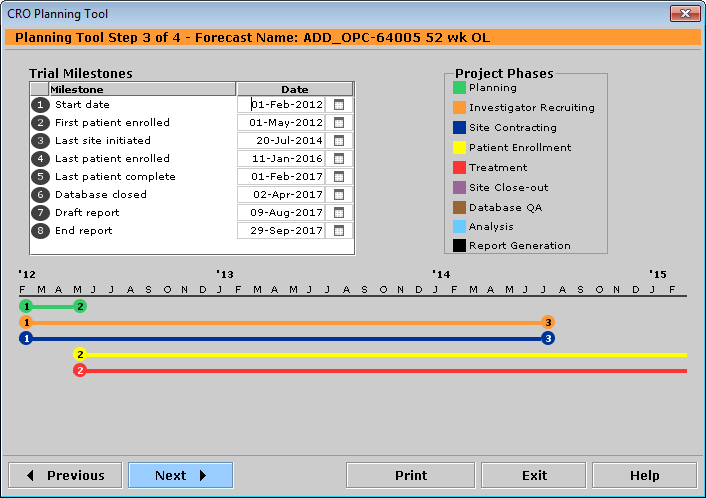 CRO Planning Tool
Planning Tool Step 3 of 4 - Forecast Name: ADD_OPC-64005 52 wk OL
Trial Milestones
Milestone Date
1 Start date 01-Feb-2012
2 First patient enrolled 01-May-2012
3 Last site initiated 20-Jul-2014
4 Last patient enrolled 11-Jan-2016
5 Last patient complete 01-Feb-2017
6 Database closed 02-Apr-2017
7 Draft report 09-Aug-2017
8 End report 29-Sep-2017
Project Phases
Planning
Investigator Recruiting
Site Contracting
Patient Enrollment
Treatment
Site Close-out
Database QA
Analysis
Report Generation
'12 '13 '14 '15
F M A M J J A S O N D J F M A M J J A S O N D J F M A M J J A S O N D J F
1 2
1 3
1 3
2
2
Previous Next Print Exit Help